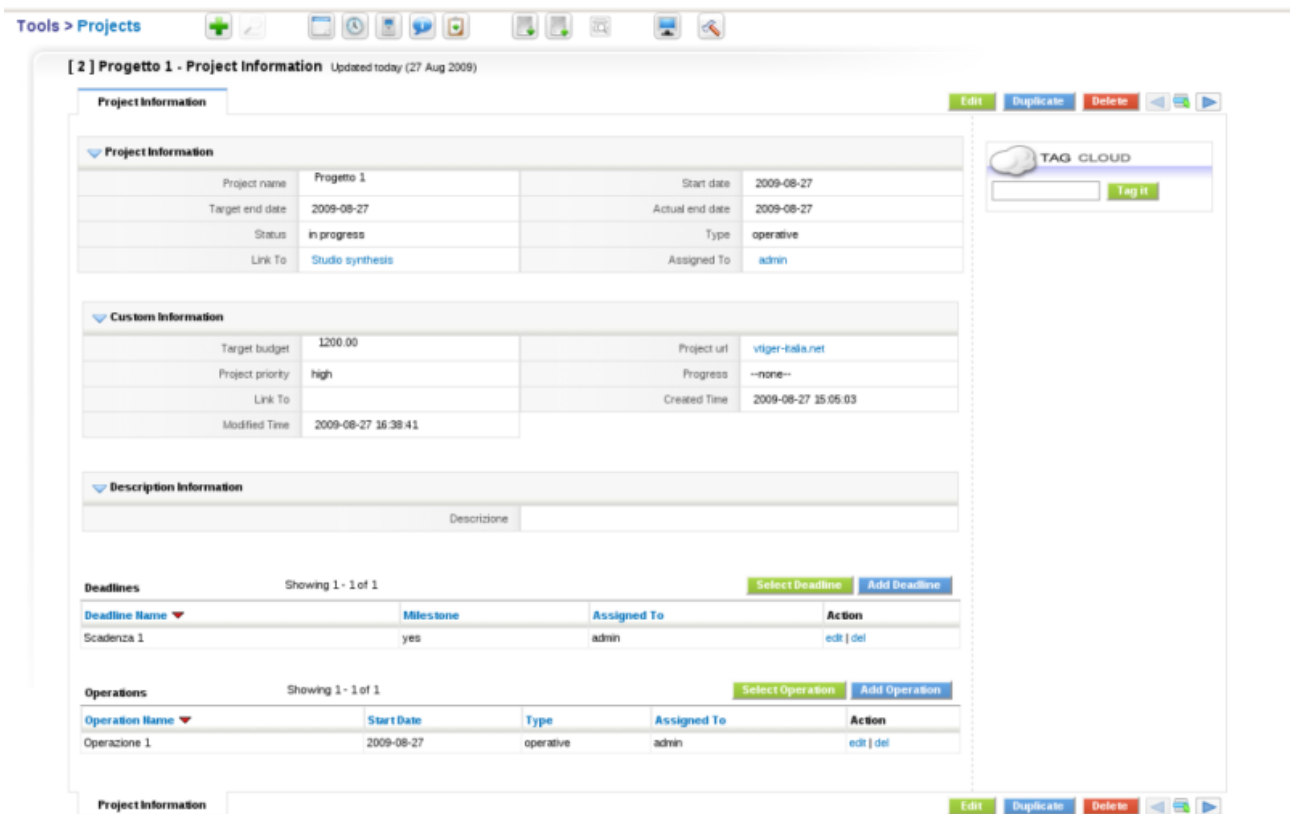 Tools > Projects
[ 2 ] Progetto 1 - Project Information Updated today (27 Aug 2009)
Project Information Edit Duplicate Delete
Project Information
TAG CLOUD
Project name Progetto 1 Start date 2009-08-27
Tag it
Target end date 2009-08-27 Actual end date 2009-08-27
Status in progress Type operative
Link To Studio synthesis Assigned To admin
Custom Information
Target budget 1200.00 Project url vtiger-italia.net
Project priority high Progress --none--
Link To Created Time 2009-08-27 15:05:03
Modified Time 2009-08-27 16:38:41
Description Information
Descrizione
Deadlines Showing 1 - 1 of 1 Select Deadline Add Deadline
Deadline Name Milestone Assigned To Action
Scadenza 1 yes admin edit | del
Operations Showing 1 - 1 of 1 Select Operation Add Operation
Operation Name Start Date Type Assigned To Action
Operazione 1 2009-08-27 operative admin edit | del
Project Information Edit Duplicate Delete